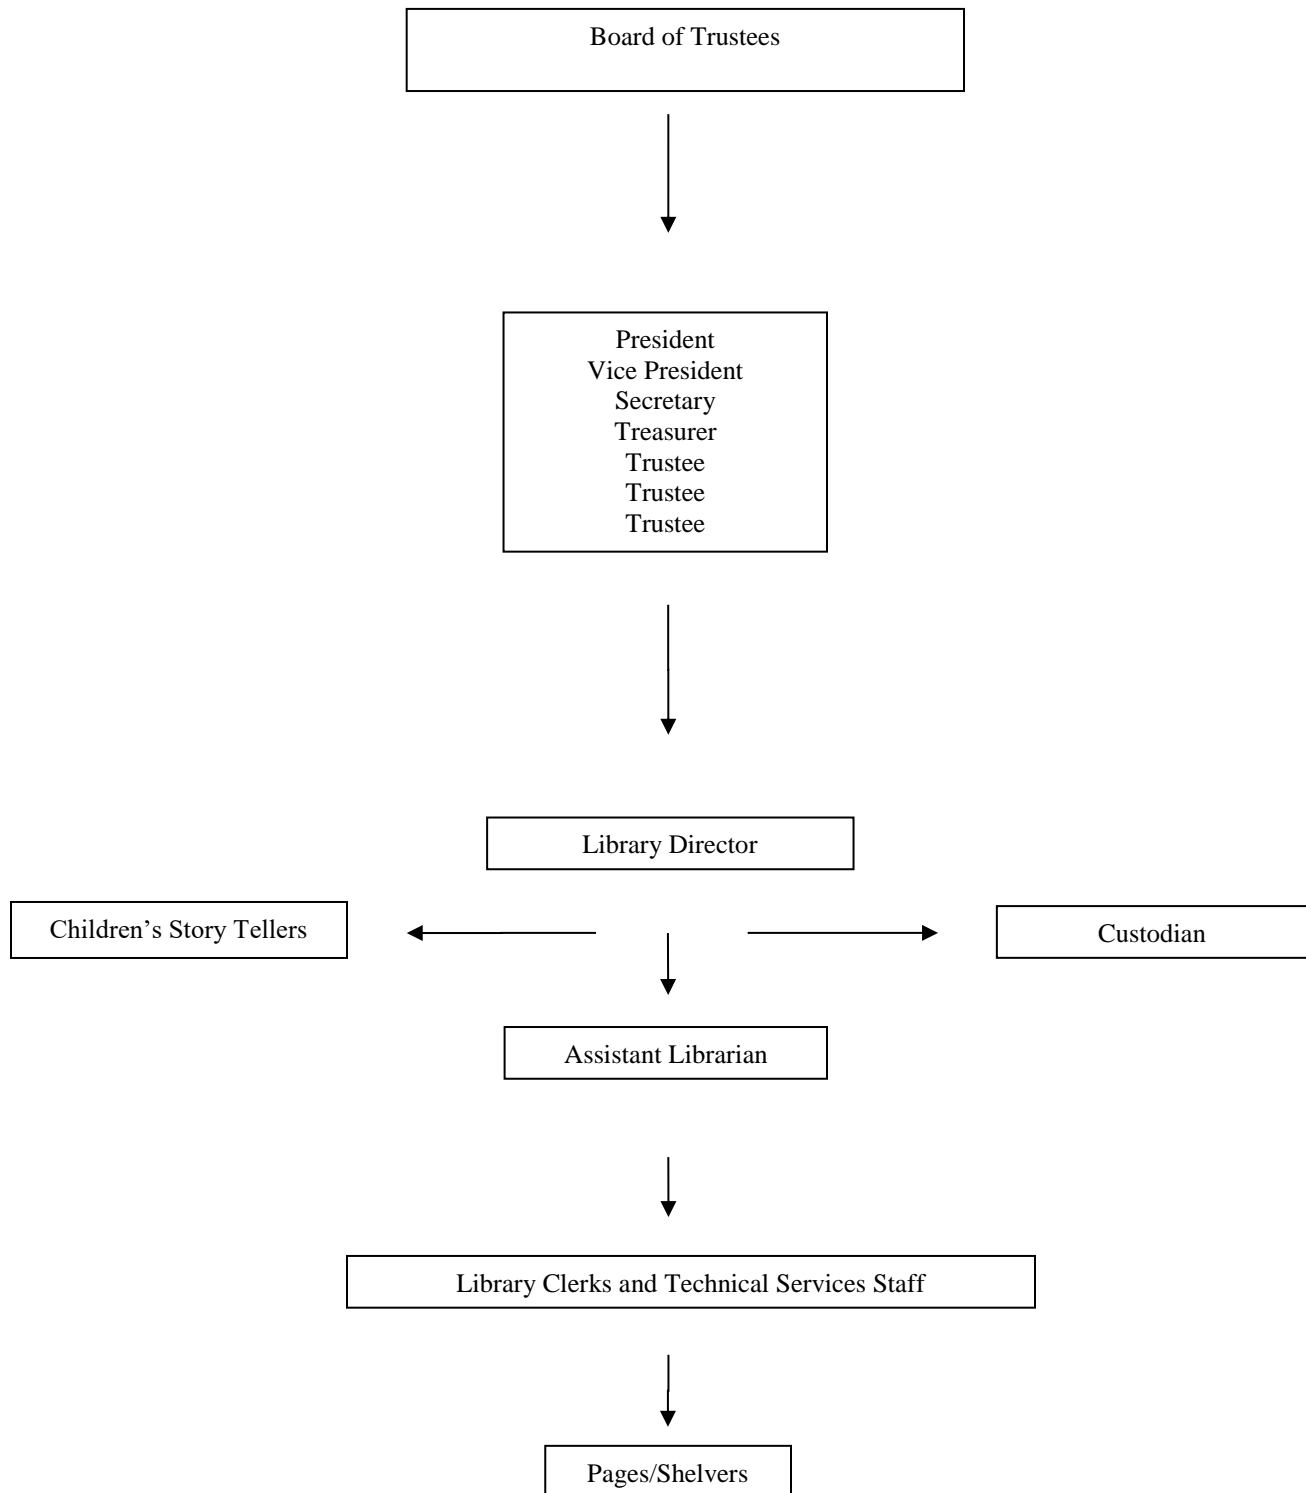 Board of Trustees
President
Vice President
Secretary
Treasurer
Trustee
Trustee
Trustee
Library Director
Children’s Story Tellers
Custodian
Assistant Librarian
Library Clerks and Technical Services Staff
Pages/Shelvers